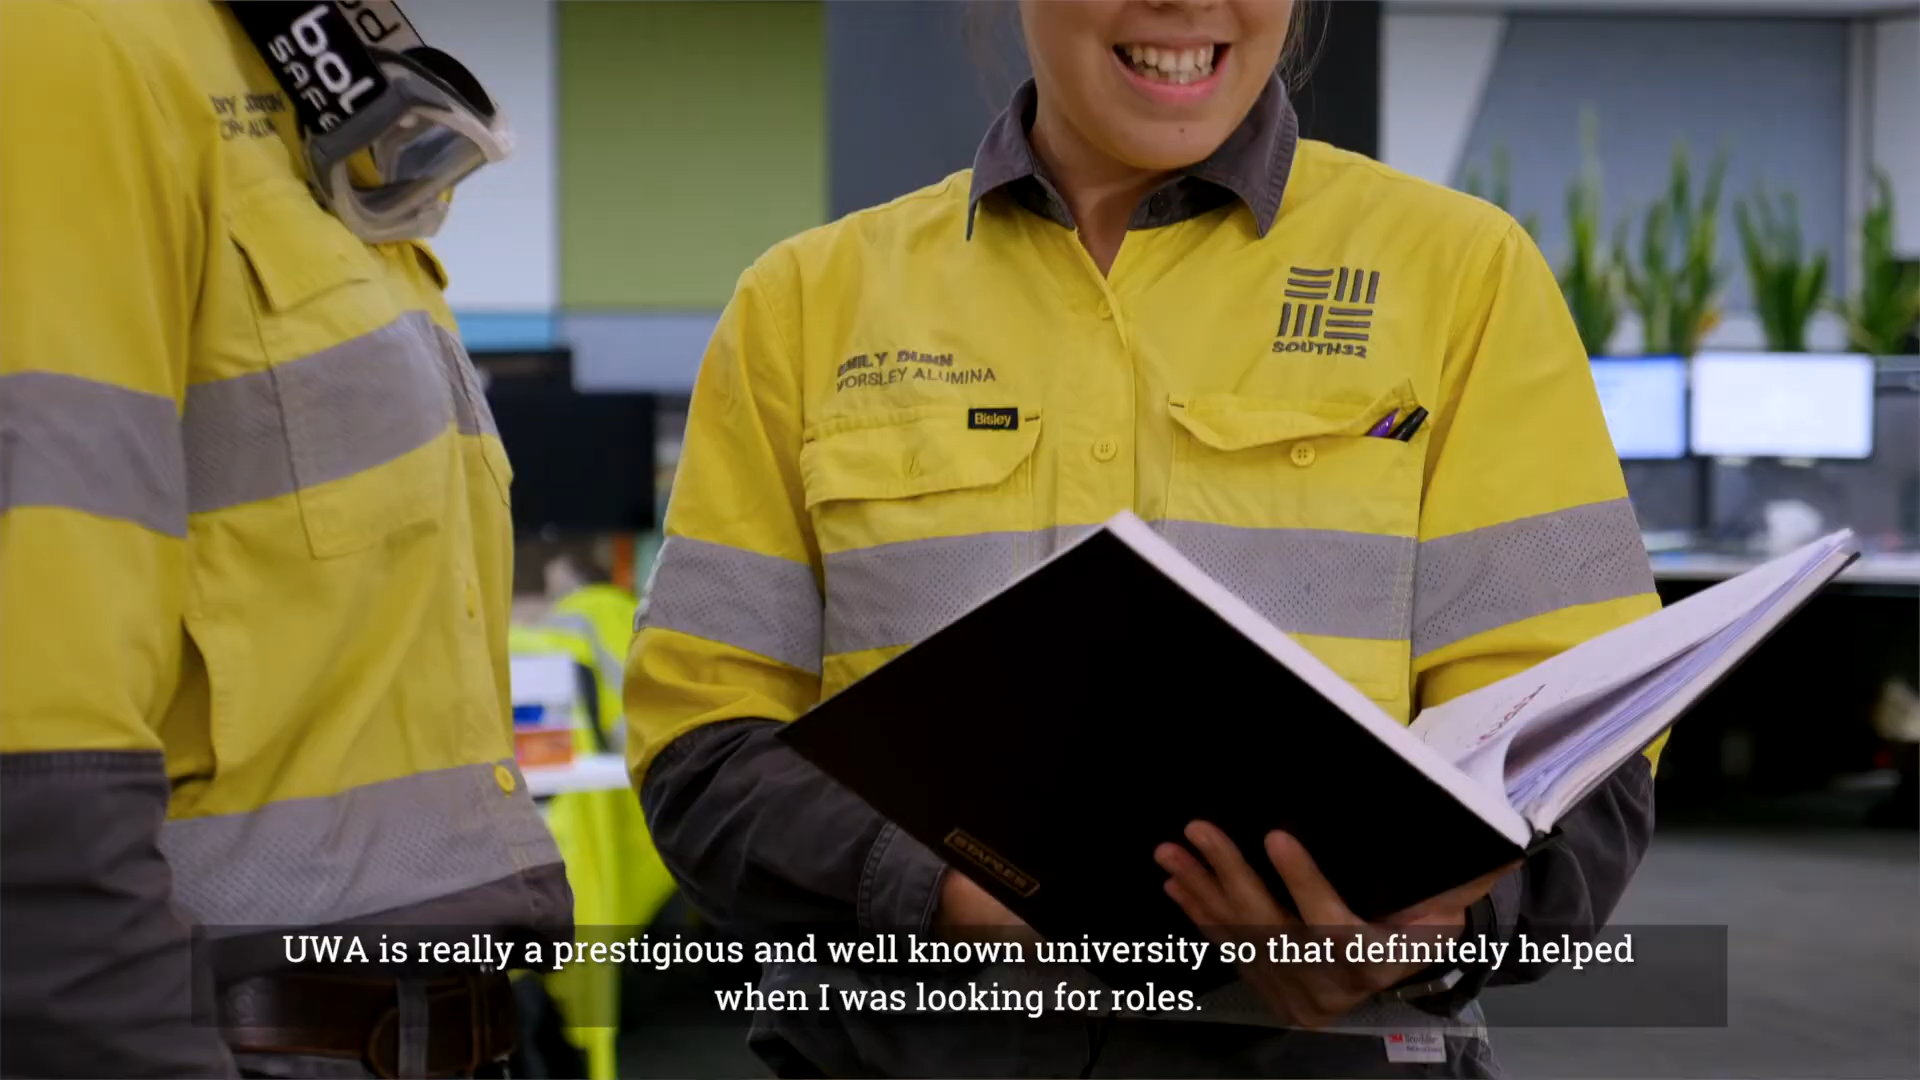 bol
SAFE
EMILY DUNN
WORSLEY ALUMINA
Bisley
SOUTH32
STAPLES
UWA is really a prestigious and well known university so that definitely helped
when I was looking for roles.